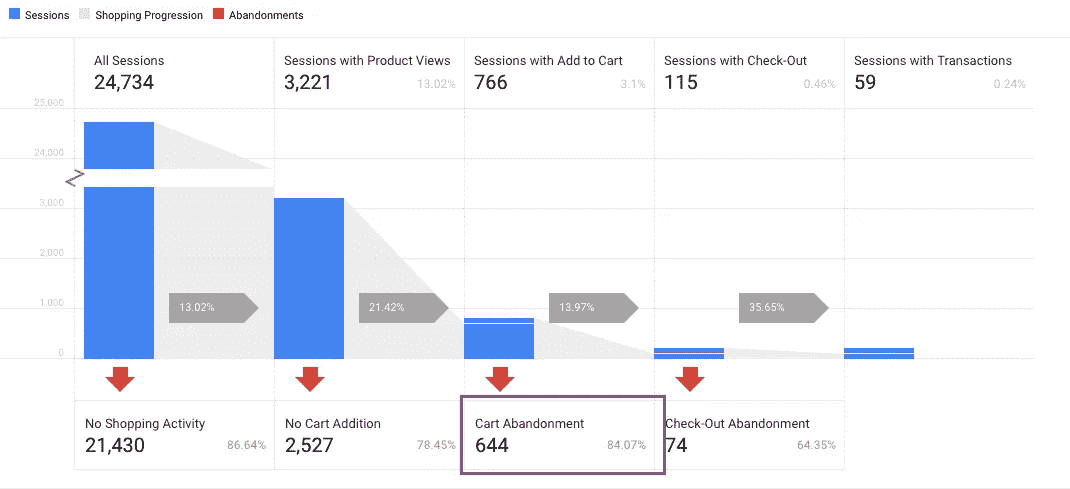 Sessions Shopping Progression Abandonments
All Sessions
24,734
Sessions with Product Views
3,221 13.02%
Sessions with Add to Cart
766 3.1%
Sessions with Check-Out
115 0.46%
Sessions with Transactions
59 0.24%
25,000
24,000
3,000
2,000
1,000
0
13.02%
21.42%
13.97%
35.65%
No Shopping Activity
21,430 86.64%
No Cart Addition
2,527 78.45%
Cart Abandonment
644 84.07%
Check-Out Abandonment
74 64.35%